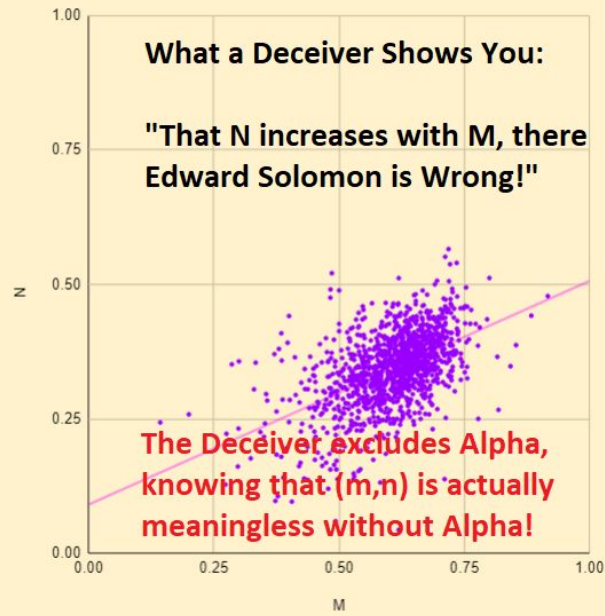 1.00
What a Deceiver Shows You:
"That N increases with M, there
0.75
Edward Solomon is Wrong!"
N
0.50
0.25
The Deceiver excludes Alpha,
knowing that (m,n) is actually
meaningless without Alpha!
0.00
0.00 0.25 0.50 0.75 1.00
M